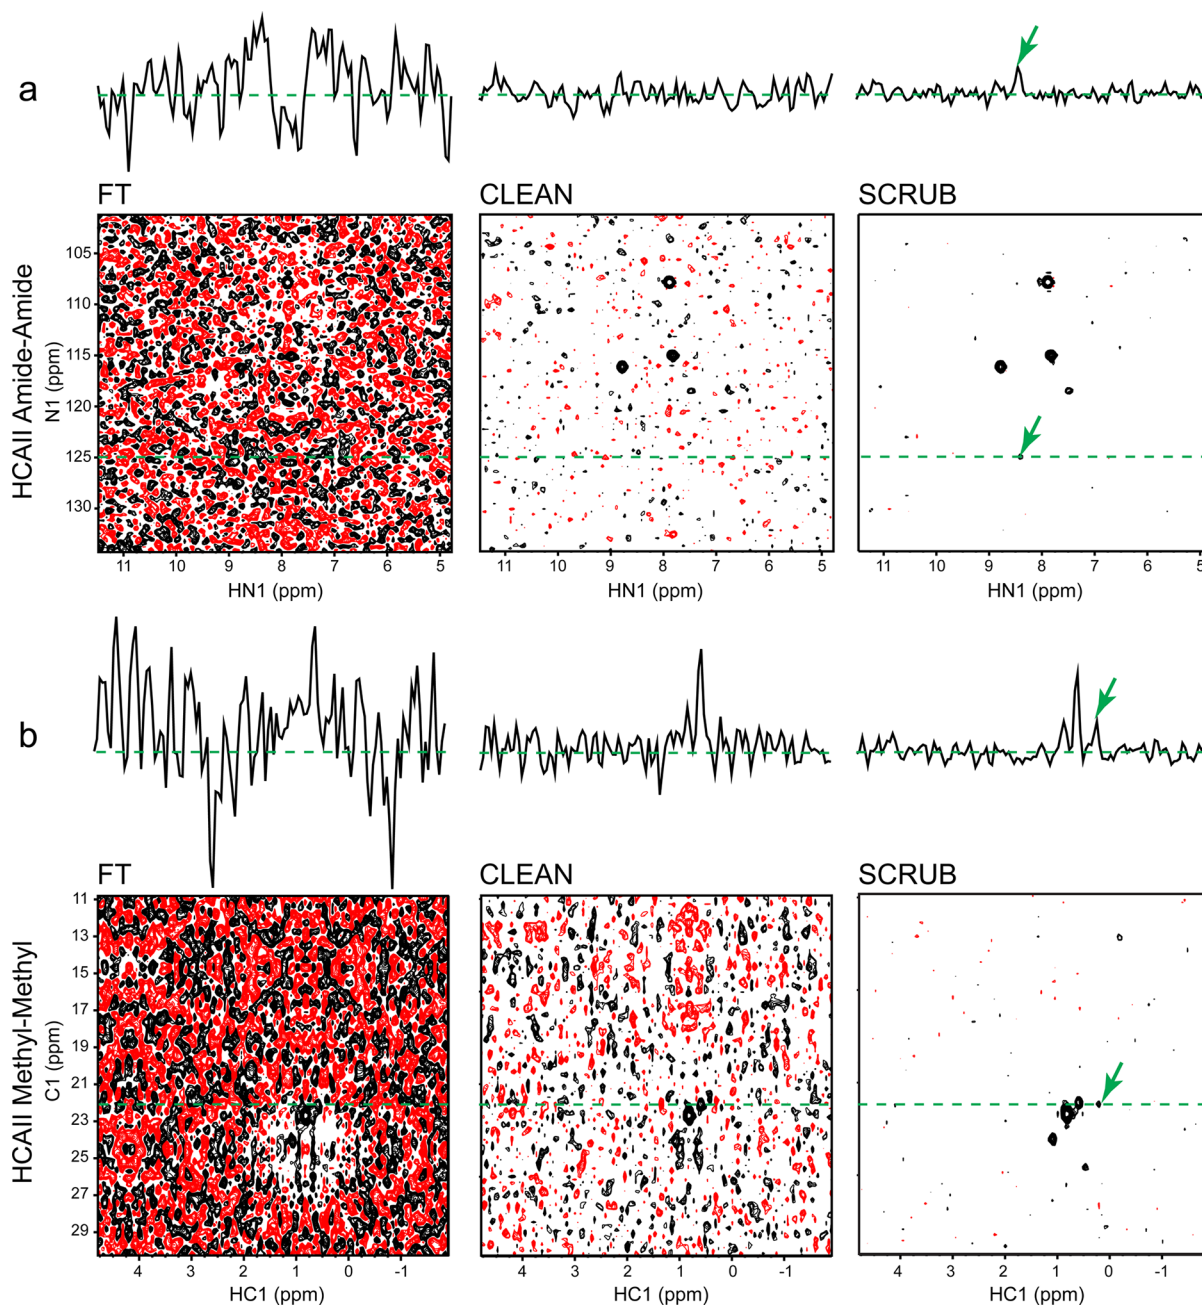 a
FT
CLEAN
SCRUB
HCAII Amide-Amide
N1 (ppm)
105
110
115
120
125
130
11 10 9 8 7 6 5
11 10 9 8 7 6 5
11 10 9 8 7 6 5
HN1 (ppm)
HN1 (ppm)
HN1 (ppm)
b
FT
CLEAN
SCRUB
HCAII Methyl-Methyl
C1 (ppm)
11
13
15
17
19
21
23
25
27
29
4 3 2 1 0 -1
4 3 2 1 0 -1
4 3 2 1 0 -1
HC1 (ppm)
HC1 (ppm)
HC1 (ppm)